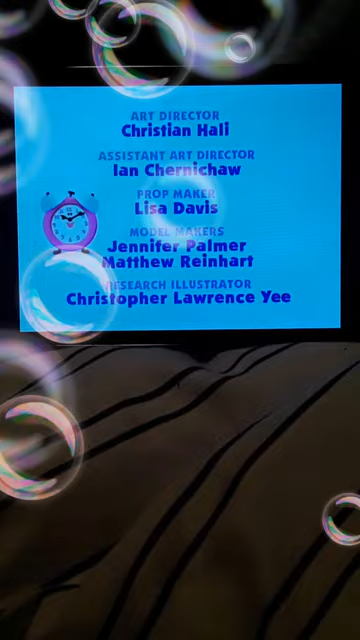 ART DIRECTOR
Christian Hali
ASSISTANT ART DIRECTOR
Ian Chernichaw
PROP MAKER
Lisa Davis
MODEL MAKERS
Jennifer Palmer
Matthew Reinhart
RESEARCH ILLUSTRATOR
Christopher Lawrence Yee